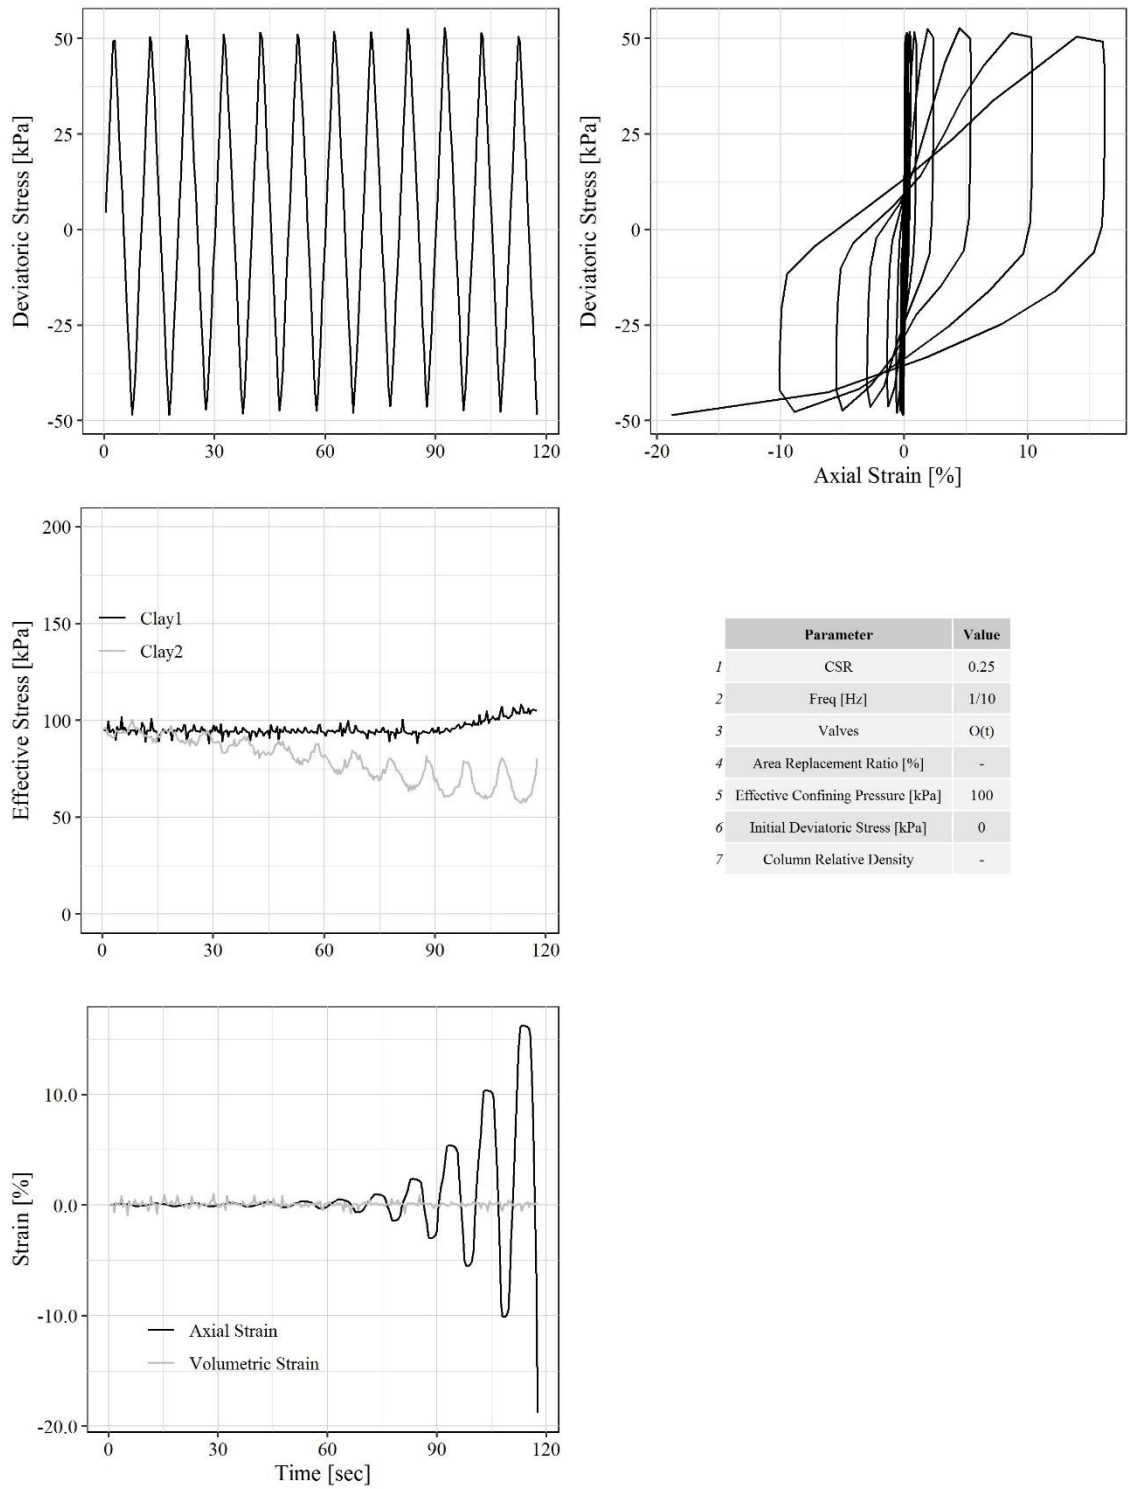 50
25
0
-25
-50
Deviatoric Stress [kPa]
0 30 60 90 120
50
25
0
-25
-50
Deviatoric Stress [kPa]
-20 -10 0 10
Axial Strain [%]
200
150
100
50
0
Effective Stress [kPa]
Clay1
Clay2
0 30 60 90 120
Parameter Value
1 CSR 0.25
2 Freq [Hz] 1/10
3 Valves O(t)
4 Area Replacement Ratio [%] -
5 Effective Confining Pressure [kPa] 100
6 Initial Deviatoric Stress [kPa] 0
7 Column Relative Density -
10.0
0.0
-10.0
-20.0
Strain [%]
Axial Strain
Volumetric Strain
0 30 60 90 120
Time [sec]